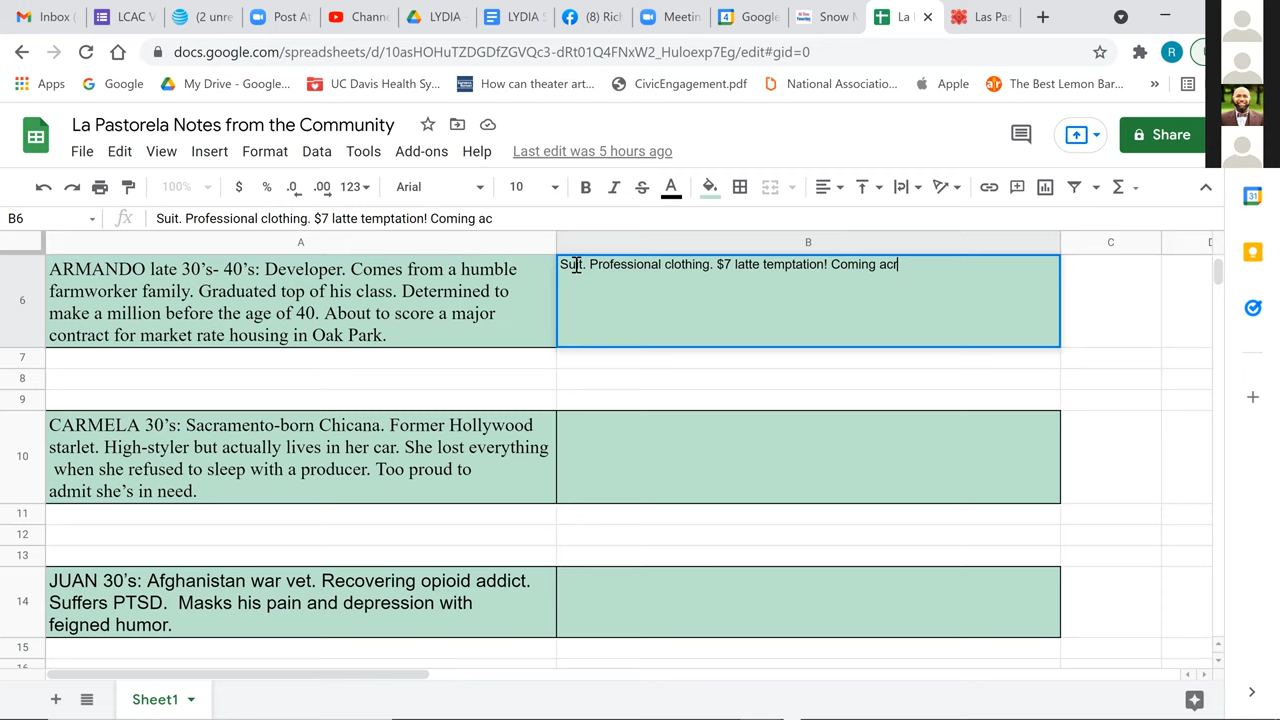 Inbox (
LCAC V
(2 unre
Post At
Chann
LYDIA
LYDIA-
(8) Rich
Meetin
Google
Snow M
La I
Las Pas
docs.google.com/spreadsheets/d/10asHOHuTZDGDfZGVQc3-dRt01Q4FNxW2_Huloexp7Eg/edit#gid=0
R
Apps
Google
My Drive - Google...
UC Davis Health Sy...
How can theater art...
CivicEngagement.pdf
National Associatio...
Apple
The Best Lemon Bar...
La Pastorela Notes from the Community
Share
File Edit View Insert Format Data Tools Add-ons Help Last edit was 5 hours ago
100% $ % .0 .00 123 Arial 10 B I S A
B6 fx Suit. Professional clothing. $7 latte temptation! Coming ac
A B C D
6
ARMANDO late 30’s- 40’s: Developer. Comes from a humble
farmworker family. Graduated top of his class. Determined to
make a million before the age of 40. About to score a major
contract for market rate housing in Oak Park.
Suit. Professional clothing. $7 latte temptation! Coming acr
7
8
9
10
CARMELA 30’s: Sacramento-born Chicana. Former Hollywood
starlet. High-styler but actually lives in her car. She lost everything
when she refused to sleep with a producer. Too proud to
admit she’s in need.
11
12
13
14
JUAN 30’s: Afghanistan war vet. Recovering opioid addict.
Suffers PTSD. Masks his pain and depression with
feigned humor.
15
16
Sheet1
31